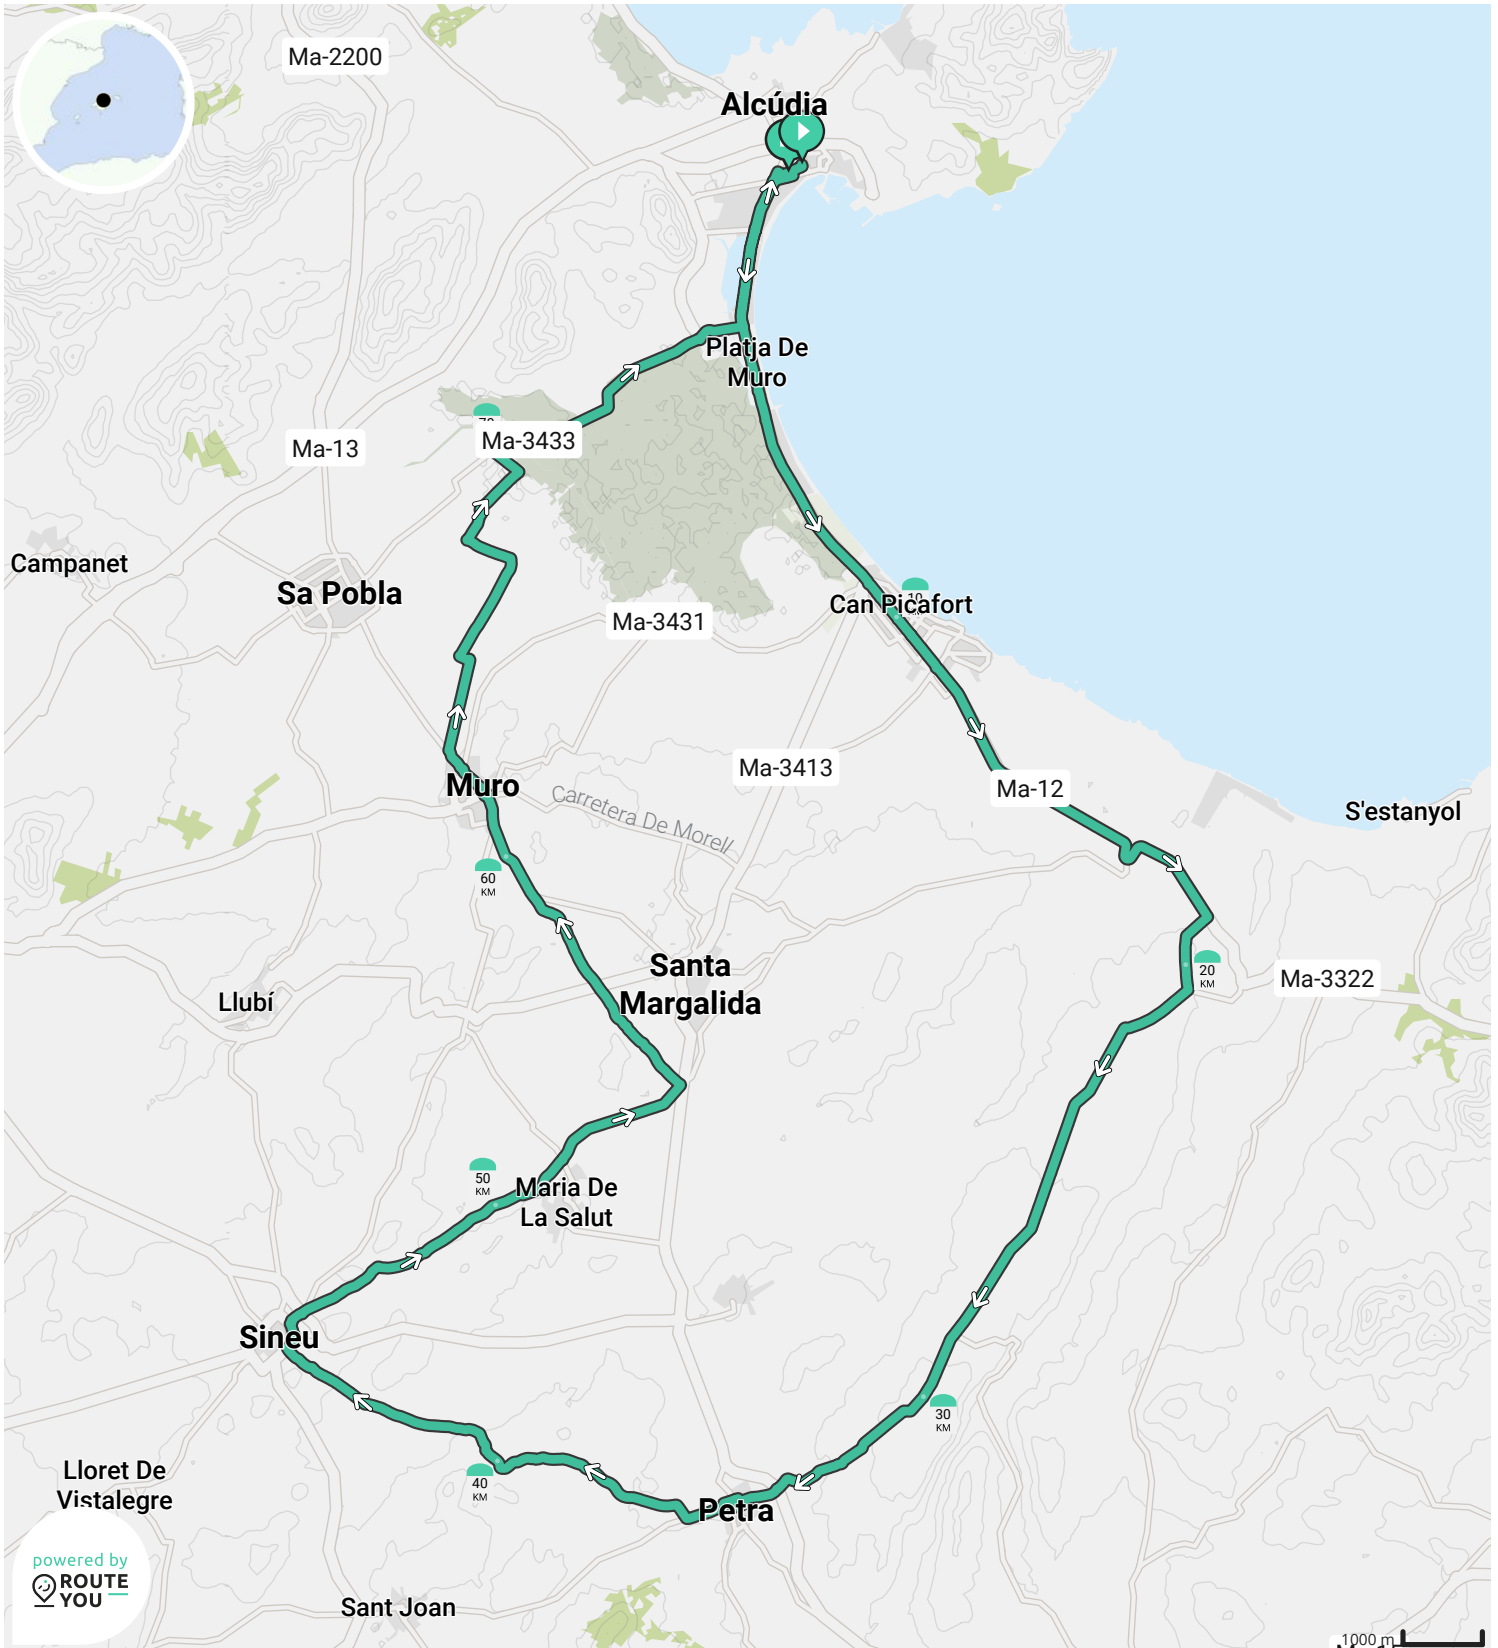 Ma-2200
Alcúdia
Platja De
Muro
Ma-3433
Ma-13
Campanet
Sa Pobla
Can Picafort
Ma-3431
Ma-3413
Muro
Ma-12
Carretera De Morell
S'estanyol
60
KM
Santa
Margalida
20
KM
Ma-3322
Llubí
50
KM
Maria De
La Salut
Sineu
30
KM
40
KM
Lloret De
Vistalegre
Petra
powered by
ROUTE
YOU
Sant Joan
1000 m